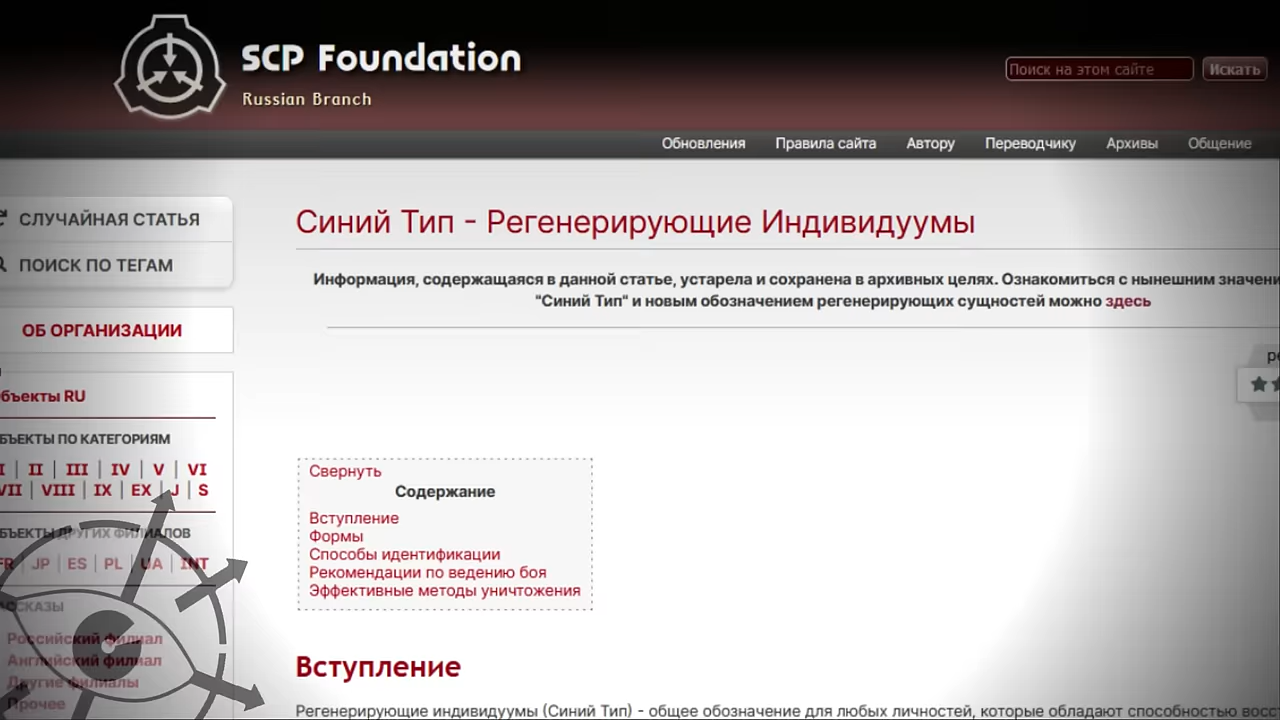 SCP Foundation
Russian Branch
Поиск на этом сайте
Искать
Обновления Правила сайта Автору Переводчику Архивы Общение
СЛУЧАЙНАЯ СТАТЬЯ
ПОИСК ПО ТЕГАМ
ОБ ОРГАНИЗАЦИИ
бъекты RU
БЪЕКТЫ ПО КАТЕГОРИЯМ
I | II | III | IV | V | VI
VII | VIII | IX | EX | J | S
БЪЕКТЫ ДРУГИХ ФИЛИАЛОВ
FR | JP | ES | PL | UA | INT
АССКАЗЫ
Российский филиал
Английский филиал
Другие филиалы
Прочее
Синий Тип - Регенерирующие Индивидуумы
Информация, содержащаяся в данной статье, устарела и сохранена в архивных целях. Ознакомиться с нынешним значени
"Синий Тип" и новым обозначением регенерирующих сущностей можно здесь
ре
Свернуть
Содержание
Вступление
Формы
Способы идентификации
Рекомендации по ведению боя
Эффективные методы уничтожения
Вступление
Регенерирующие индивидуумы (Синий Тип) - общее обозначение для любых личностей, которые обладают способностью восс